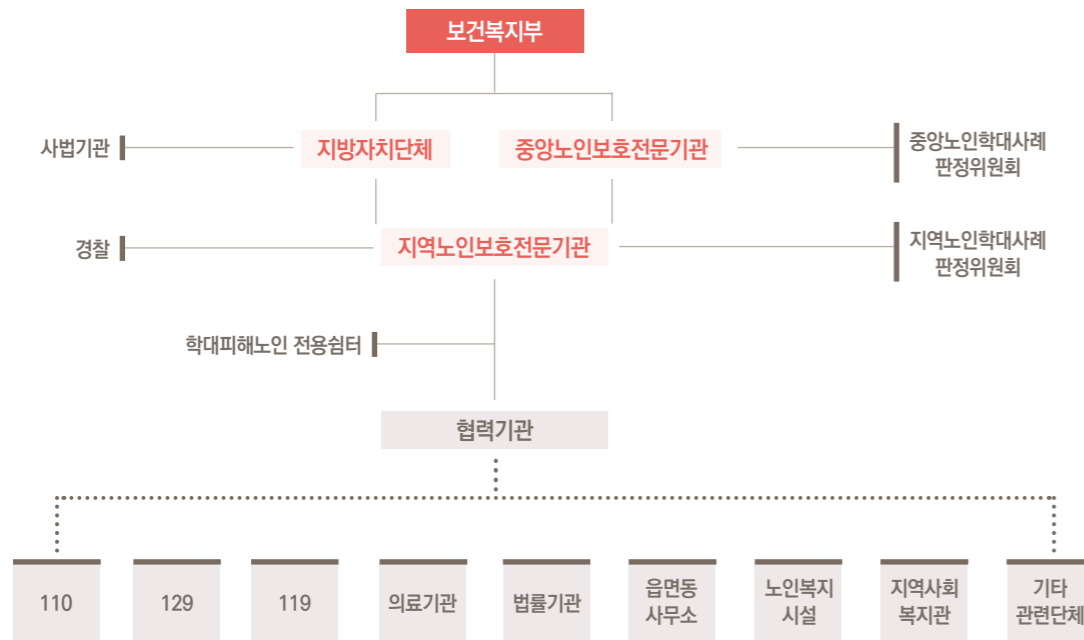 보건복지부
사법기관
지방자치단체
중앙노인보호전문기관
중앙노인학대사례
판정위원회
경찰
지역노인보호전문기관
지역노인학대사례
판정위원회
학대피해노인 전용쉼터
협력기관
110
129
119
의료기관
법률기관
읍면동
사무소
노인복지
시설
지역사회
복지관
기타
관련단체